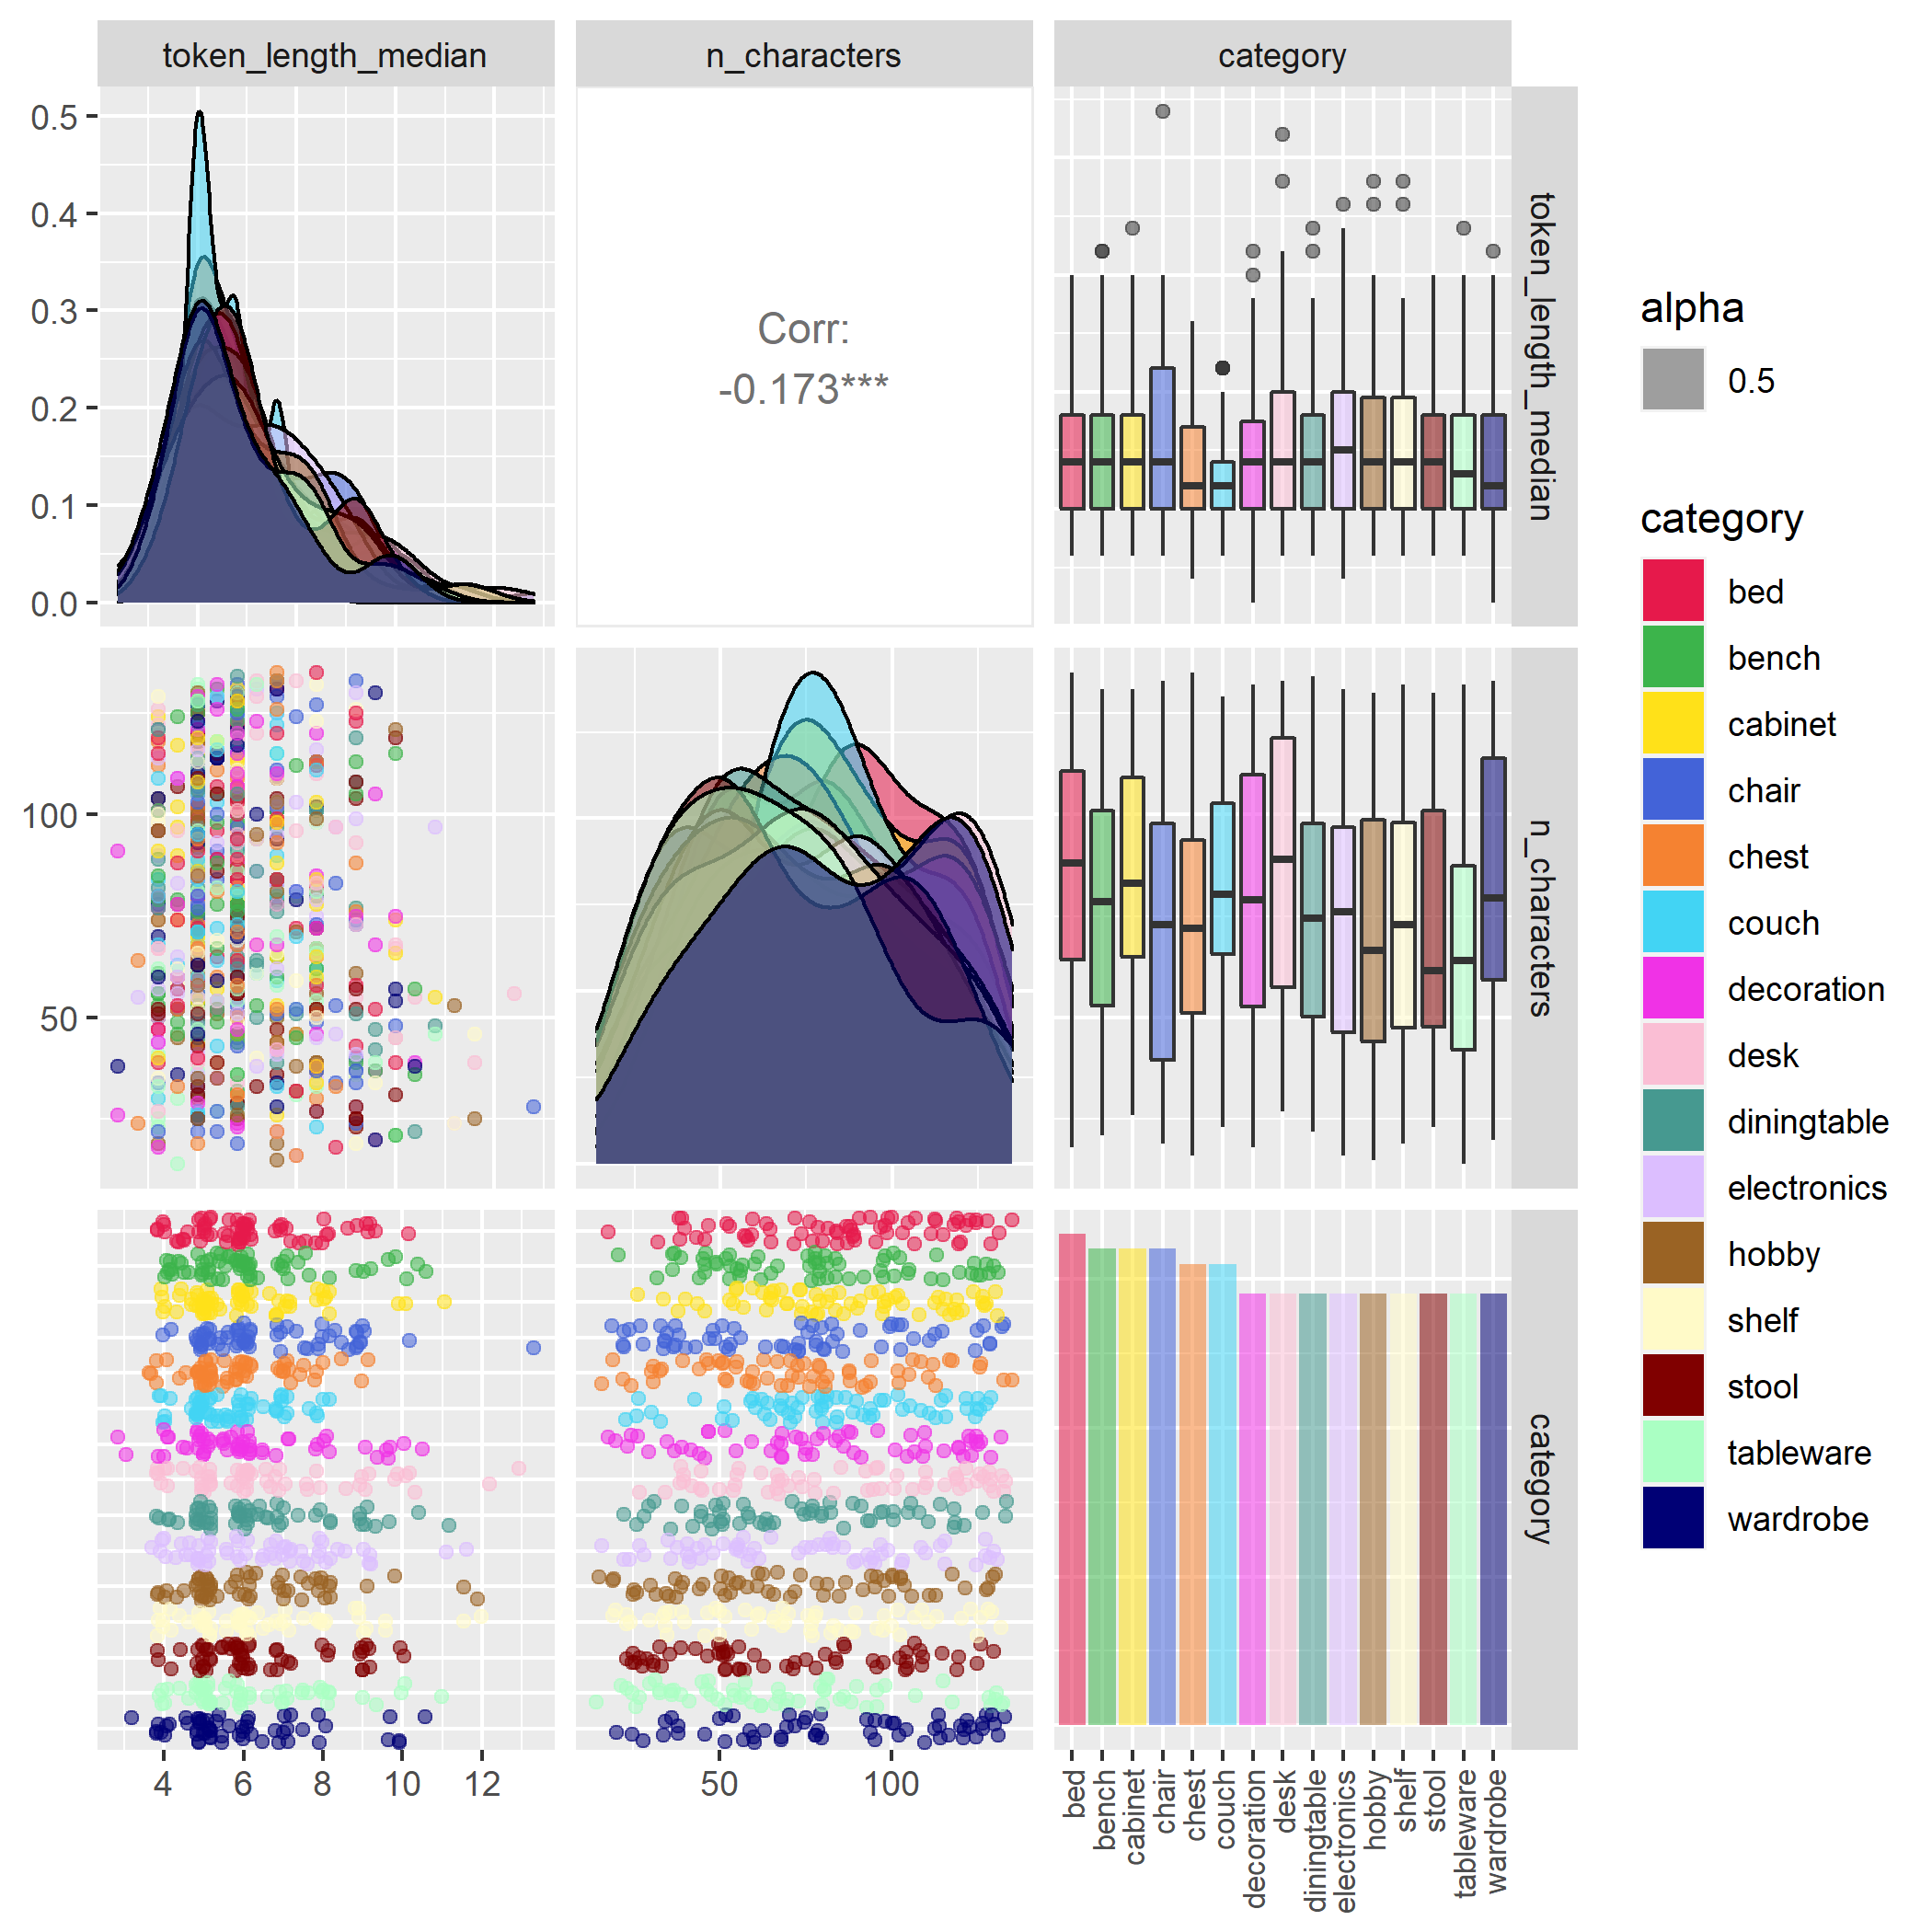 token_length_median
n_characters
category
0.5
0.4
0.3
0.2
0.1
0.0
Corr:
-0.173***
token_length_median
100
50
n_characters
category
4 6 8 10 12
50 100
bed
bench
cabinet
chair
chest
couch
decoration
desk
diningtable
electronics
hobby
shelf
stool
tableware
wardrobe
alpha
0.5
category
bed
bench
cabinet
chair
chest
couch
decoration
desk
diningtable
electronics
hobby
shelf
stool
tableware
wardrobe